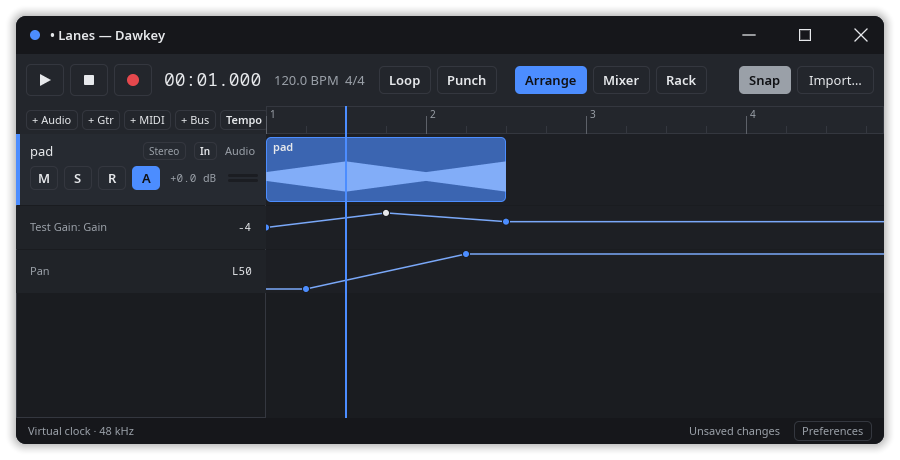 • Lanes — Dawkey
00:01.000 120.0 BPM 4/4 Loop Punch Arrange Mixer Rack Snap Import...
+ Audio + Gtr + MIDI + Bus Tempo 1 2 3 4
pad Stereo In Audio pad
M S R A +0.0 dB
Test Gain: Gain -4
Pan L50
Virtual clock · 48 kHz Unsaved changes Preferences